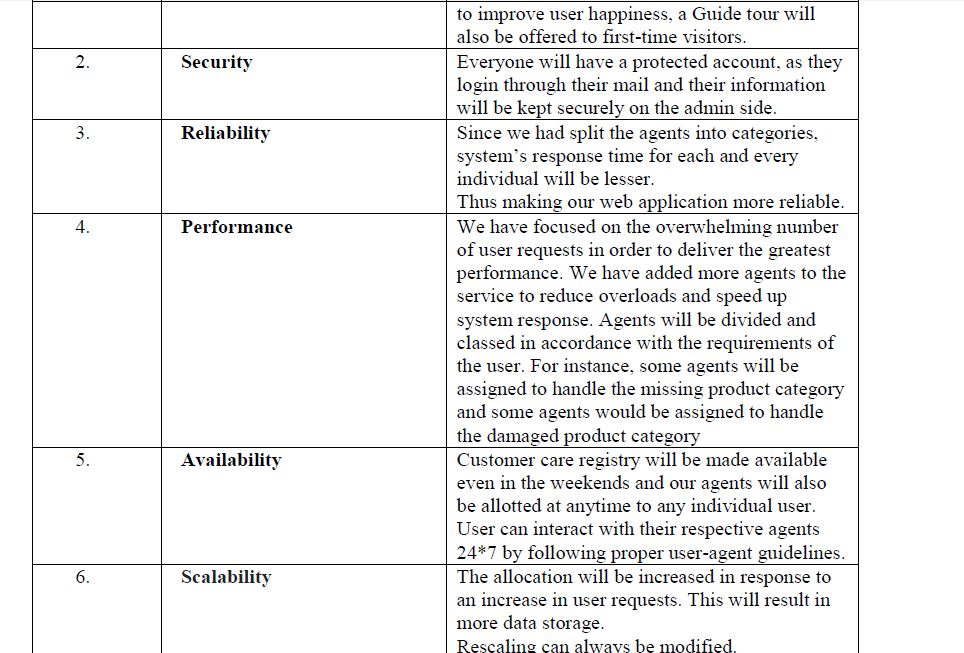 to improve user happiness, a Guide tour will
also be offered to first-time visitors.
2. Security Everyone will have a protected account, as they
login through their mail and their information
will be kept securely on the admin side.
3. Reliability Since we had split the agents into categories,
system's response time for each and every
individual will be lesser.
Thus making our web application more reliable.
4. Performance We have focused on the overwhelming number
of user requests in order to deliver the greatest
performance. We have added more agents to the
service to reduce overloads and speed up
system response. Agents will be divided and
classed in accordance with the requirements of
the user. For instance, some agents will be
assigned to handle the missing product category
and some agents would be assigned to handle
the damaged product category
5. Availability Customer care registry will be made available
even in the weekends and our agents will also
be allotted at anytime to any individual user.
User can interact with their respective agents
24*7 by following proper user-agent guidelines.
6. Scalability The allocation will be increased in response to
an increase in user requests. This will result in
more data storage.
Rescaling can always be modified.